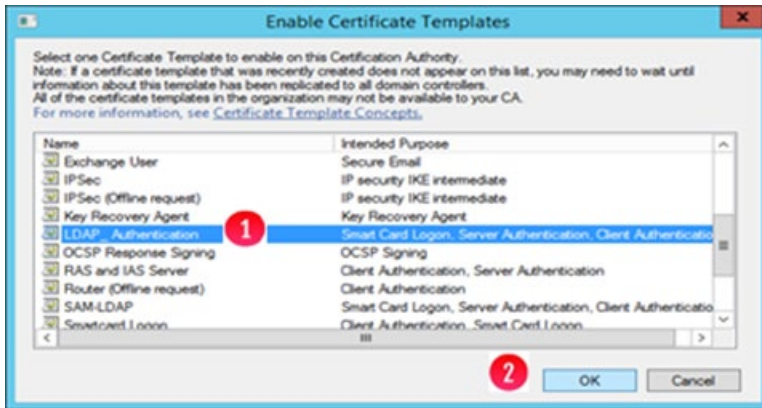 Enable Certificate Templates
x
Select one Certificate Template to enable on this Certification Authority.
Note: If a certificate template that was recently created does not appear on this list, you may need to wait until
information about this template has been replicated to all domain controllers.
All of the certificate templates in the organization may not be available to your CA.
For more information, see Certificate Template Concepts.
Name Intended Purpose
Exchange User Secure Email
IPSec IP security IKE intermediate
IPSec (Offline request) IP security IKE intermediate
Key Recovery Agent Key Recovery Agent
LDAP_ Authentication 1 Smart Card Logon, Server Authentication, Client Authenticatio
OCSP Response Signing OCSP Signing
RAS and IAS Server Client Authentication, Server Authentication
Router (Offline request) Client Authentication
SAM-LDAP Smart Card Logon, Server Authentication, Client Authenticatio
Smartcard Logon Client Authentication, Smart Card Logon
2 OK Cancel